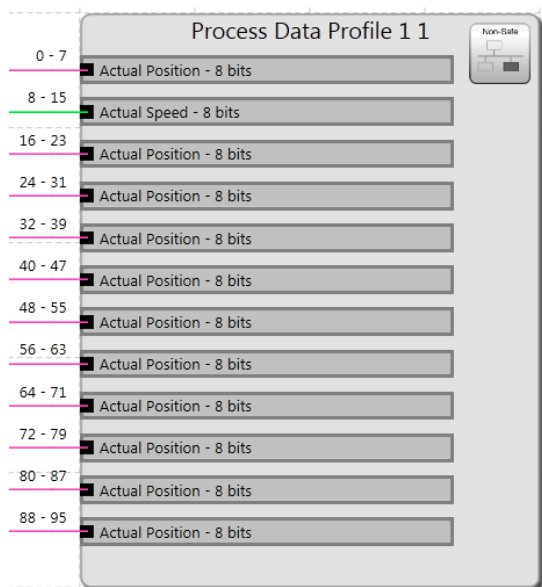 Process Data Profile 1 1
Non-Safe
0 - 7
Actual Position - 8 bits
8 - 15
Actual Speed - 8 bits
16 - 23
Actual Position - 8 bits
24 - 31
Actual Position - 8 bits
32 - 39
Actual Position - 8 bits
40 - 47
Actual Position - 8 bits
48 - 55
Actual Position - 8 bits
56 - 63
Actual Position - 8 bits
64 - 71
Actual Position - 8 bits
72 - 79
Actual Position - 8 bits
80 - 87
Actual Position - 8 bits
88 - 95
Actual Position - 8 bits